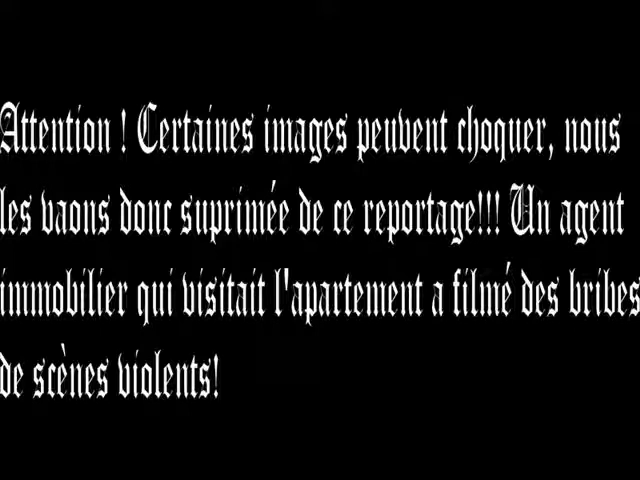 Attention ! Certaines images peuvent choquer, nous
les vaons donc suprimée de ce reportage!!! Un agent
immobilier qui visitait l'apartement a filmé des bribes
de scènes violents!